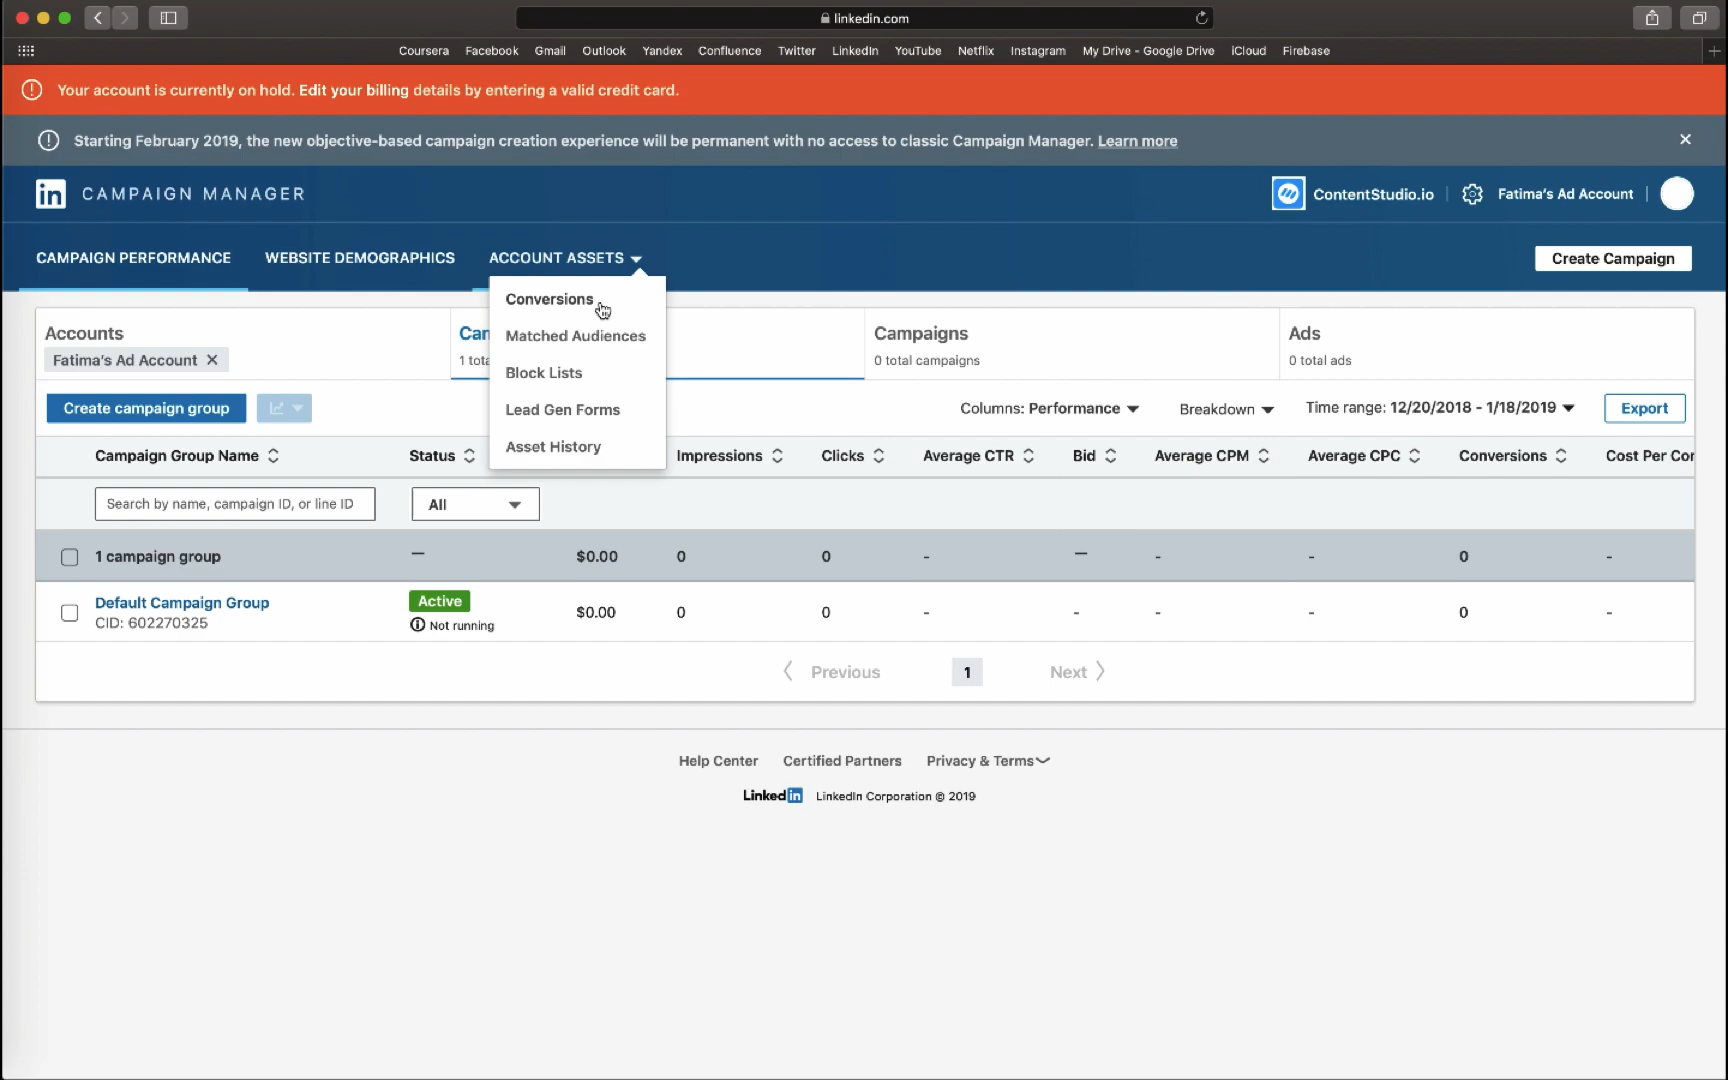 linkedin.com
Coursera Facebook Gmail Outlook Yandex Confluence Twitter LinkedIn YouTube Netflix Instagram My Drive - Google Drive iCloud Firebase
Your account is currently on hold. Edit your billing details by entering a valid credit card.
Starting February 2019, the new objective-based campaign creation experience will be permanent with no access to classic Campaign Manager. Learn more
in CAMPAIGN MANAGER ContentStudio.io Fatima's Ad Account
CAMPAIGN PERFORMANCE WEBSITE DEMOGRAPHICS ACCOUNT ASSETS Create Campaign
Conversions
Matched Audiences
Block Lists
Lead Gen Forms
Asset History
Accounts Campaigns Ads
Fatima's Ad Account 0 total campaigns 0 total ads
Create campaign group Columns: Performance Breakdown Time range: 12/20/2018 - 1/18/2019 Export
Campaign Group Name Status Impressions Clicks Average CTR Bid Average CPM Average CPC Conversions Cost Per Con
Search by name, campaign ID, or line ID All
1 campaign group — $0.00 0 0 - — - - 0 -
Default Campaign Group Active $0.00 0 0 - - - - 0 -
CID: 602270325 Not running
Previous 1 Next
Help Center Certified Partners Privacy & Terms
Linkedin LinkedIn Corporation © 2019